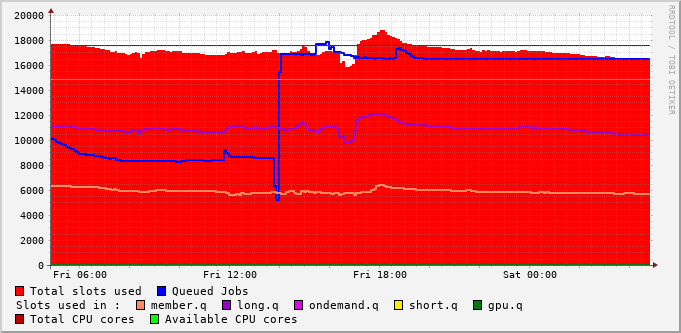 RRDTOOL / TOBI OETIKER
20000
18000
16000
14000
12000
10000
8000
6000
4000
2000
0
Fri 06:00 Fri 12:00 Fri 18:00 Sat 00:00
Total slots used Queued Jobs
Slots used in : member.q long.q ondemand.q short.q gpu.q
Total CPU cores Available CPU cores